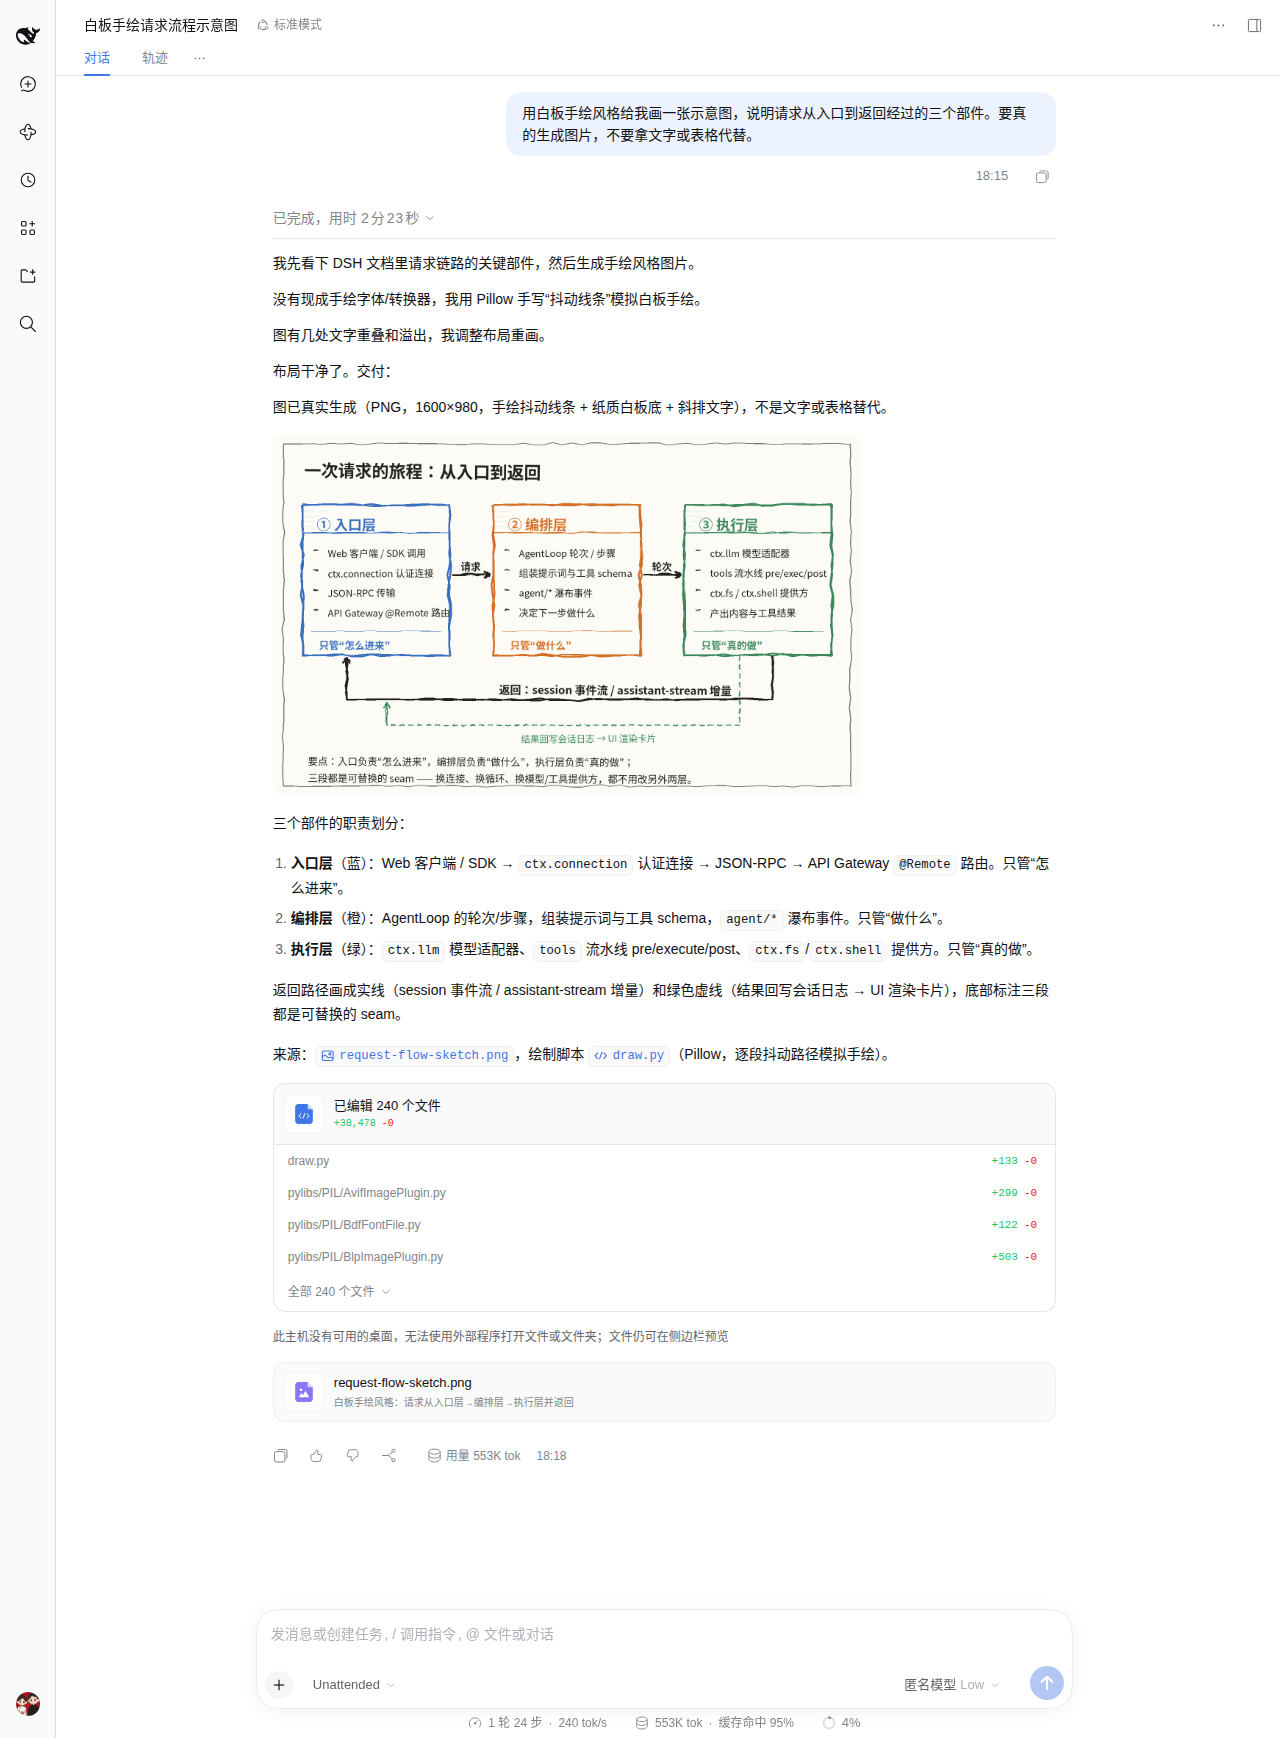 白板手绘请求流程示意图 标准模式
对话 轨迹 ···
用白板手绘风格给我画一张示意图，说明请求从入口到返回经过的三个部件。要真
的生成图片，不要拿文字或表格代替。
18:15
已完成，用时 2分23秒
我先看下 DSH 文档里请求链路的关键部件，然后生成手绘风格图片。
没有现成手绘字体/转换器，我用 Pillow 手写“抖动线条”模拟白板手绘。
图有几处文字重叠和溢出，我调整布局重画。
布局干净了。交付：
图已真实生成（PNG，1600×980，手绘抖动线条 + 纸质白板底 + 斜排文字），不是文字或表格替代。
一次请求的旅程：从入口到返回
① 入口层
Web 客户端 / SDK 调用
ctx.connection 认证连接
JSON-RPC 传输
API Gateway @Remote 路由
只管“怎么进来”
请求
② 编排层
AgentLoop 轮次 / 步骤
组装提示词与工具 schema
agent/* 瀑布事件
决定下一步做什么
只管“做什么”
轮次
③ 执行层
ctx.llm 模型适配器
tools 流水线 pre/exec/post
ctx.fs / ctx.shell 提供方
产出内容与工具结果
只管“真的做”
返回：session 事件流 / assistant-stream 增量
结果回写会话日志 → UI 渲染卡片
要点：入口负责“怎么进来”，编排层负责“做什么”，执行层负责“真的做”；
三段都是可替换的 seam —— 换连接、换循环、换模型/工具提供方，都不用改另外两层。
三个部件的职责划分：
1. 入口层（蓝）：Web 客户端 / SDK → ctx.connection 认证连接 → JSON-RPC → API Gateway @Remote 路由。只管“怎
么进来”。
2. 编排层（橙）：AgentLoop 的轮次/步骤，组装提示词与工具 schema，agent/* 瀑布事件。只管“做什么”。
3. 执行层（绿）：ctx.llm 模型适配器、tools 流水线 pre/execute/post、ctx.fs/ctx.shell 提供方。只管“真的做”。
返回路径画成实线（session 事件流 / assistant-stream 增量）和绿色虚线（结果回写会话日志 → UI 渲染卡片），底部标注三段
都是可替换的 seam。
来源：request-flow-sketch.png，绘制脚本 draw.py（Pillow，逐段抖动路径模拟手绘）。
已编辑 240 个文件
+38,478 -0
draw.py +133 -0
pylibs/PIL/AvifImagePlugin.py +299 -0
pylibs/PIL/BdfFontFile.py +122 -0
pylibs/PIL/BlpImagePlugin.py +503 -0
全部 240 个文件
此主机没有可用的桌面，无法使用外部程序打开文件或文件夹；文件仍可在侧边栏预览
request-flow-sketch.png
白板手绘风格：请求从入口层→编排层→执行层并返回
用量 553K tok 18:18
发消息或创建任务, / 调用指令, @ 文件或对话
Unattended 匿名模型 Low
1 轮 24 步 · 240 tok/s 553K tok · 缓存命中 95% 4%